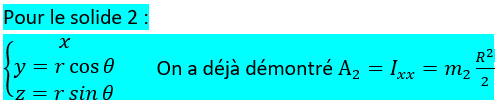 Pour le solide 2 :
{ x
y = r cos θ On a déjà démontré A₂ = Iₓₓ = m₂ R²/2
z = r sin θ